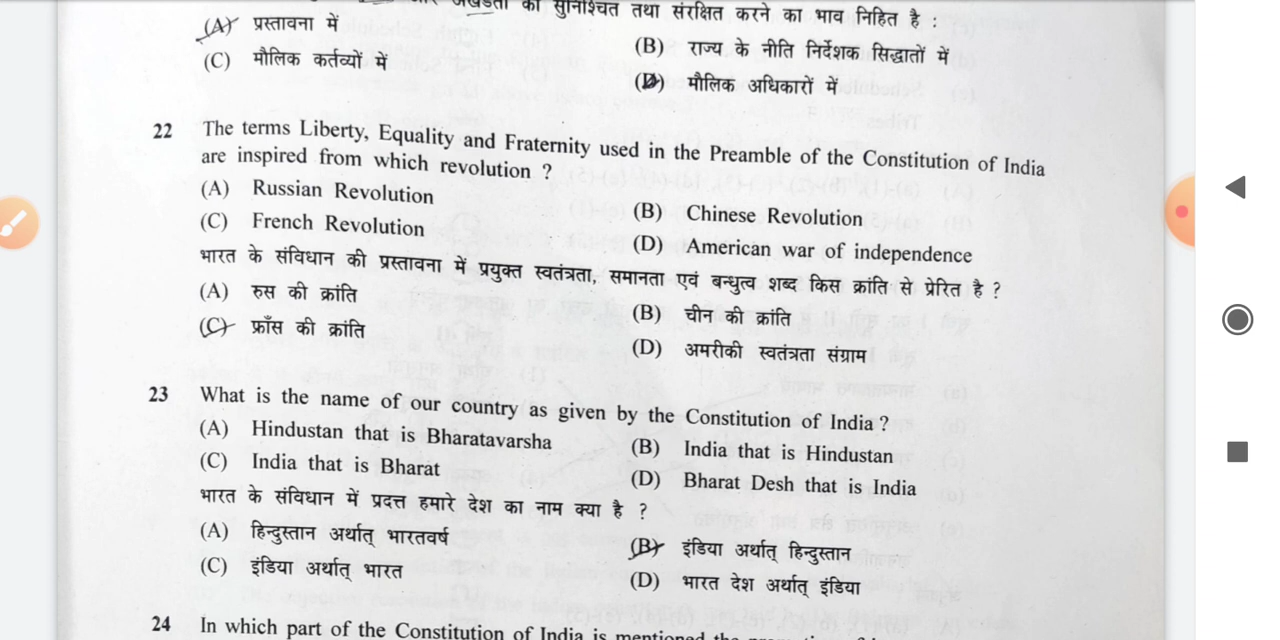 अखंडता को सुनिश्चित तथा संरक्षित करने का भाव निहित है :
(A) प्रस्तावना में
(B) राज्य के नीति निर्देशक सिद्धातों में
(C) मौलिक कर्तव्यों में
(D) मौलिक अधिकारों में
22 The terms Liberty, Equality and Fraternity used in the Preamble of the Constitution of India
are inspired from which revolution ?
(A) Russian Revolution
(B) Chinese Revolution
(C) French Revolution
(D) American war of independence
भारत के संविधान की प्रस्तावना में प्रयुक्त स्वतंत्रता, समानता एवं बन्धुत्व शब्द किस क्रांति से प्रेरित है ?
(A) रुस की क्रांति
(B) चीन की क्रांति
(C) फ्राँस की क्रांति
(D) अमरीकी स्वतंत्रता संग्राम
23 What is the name of our country as given by the Constitution of India?
(A) Hindustan that is Bharatavarsha
(B) India that is Hindustan
(C) India that is Bharat
(D) Bharat Desh that is India
भारत के संविधान में प्रदत्त हमारे देश का नाम क्या है ?
(A) हिन्दुस्तान अर्थात् भारतवर्ष
(B) इंडिया अर्थात् हिन्दुस्तान
(C) इंडिया अर्थात् भारत
(D) भारत देश अर्थात् इंडिया
24 In which part of the Constitution of India is mentioned the